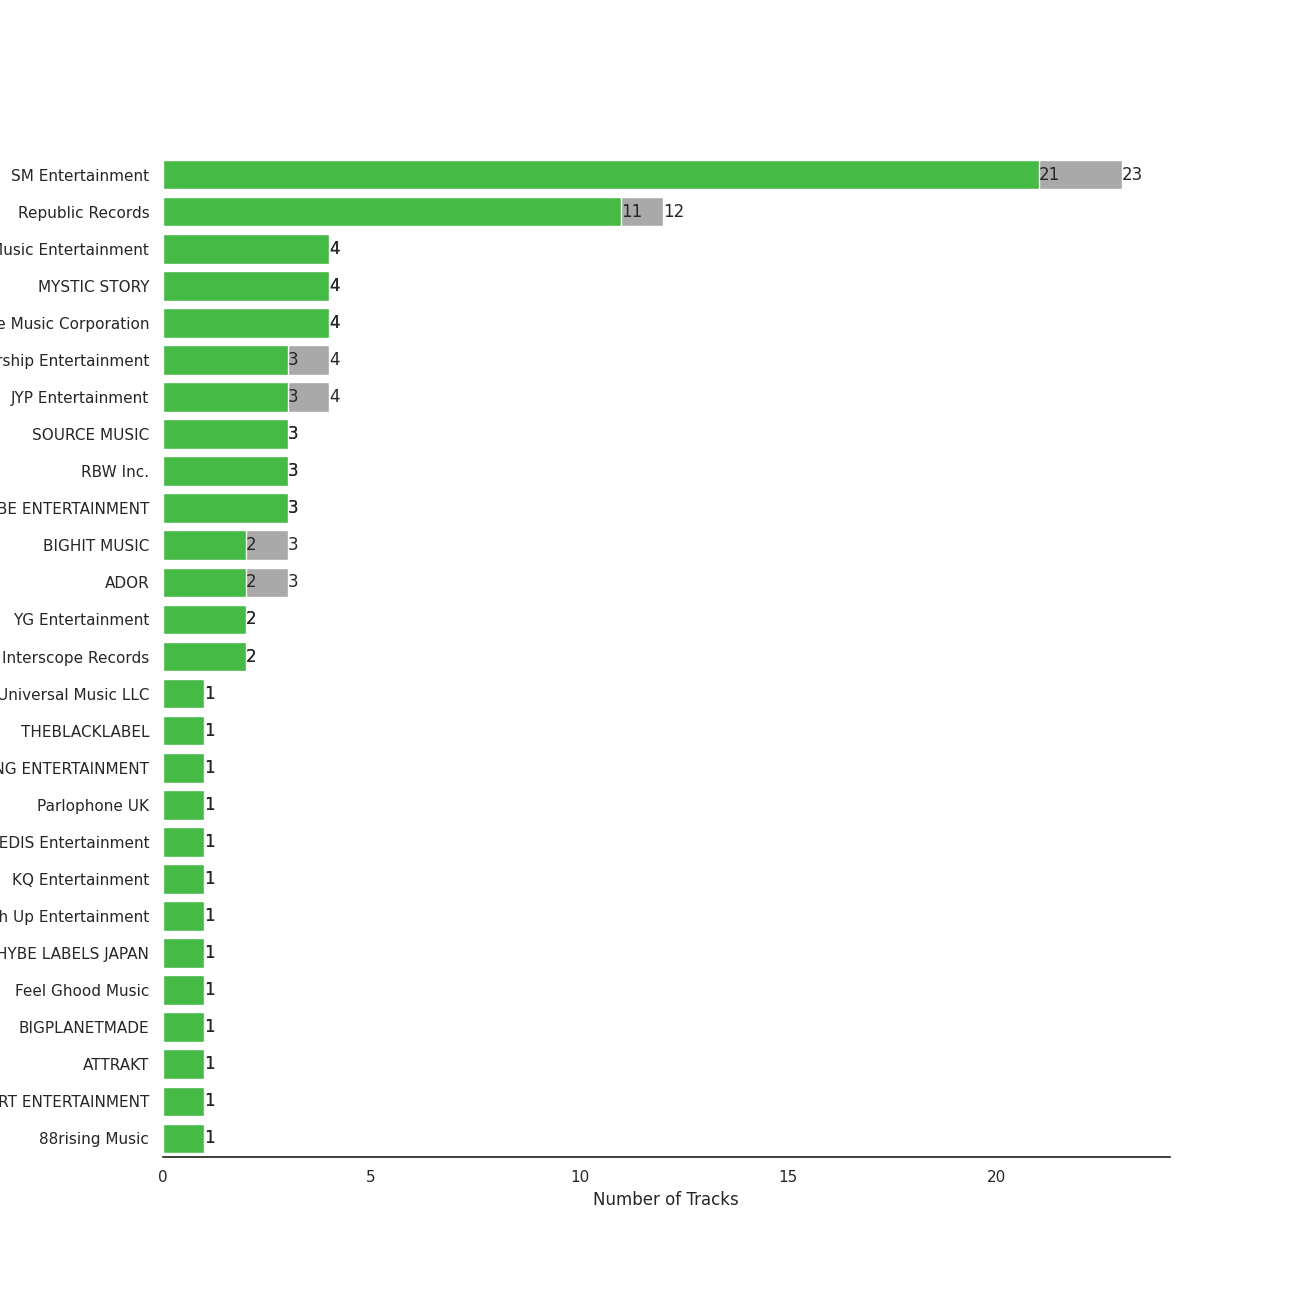 SM Entertainment 21 23
Republic Records 11 12
Music Entertainment 4
MYSTIC STORY 4
e Music Corporation 4
rship Entertainment 3 4
JYP Entertainment 3 4
SOURCE MUSIC 3
RBW Inc. 3
BE ENTERTAINMENT 3
BIGHIT MUSIC 2 3
ADOR 2 3
YG Entertainment 2
Interscope Records 2
Universal Music LLC 1
THEBLACKLABEL 1
NG ENTERTAINMENT 1
Parlophone UK 1
EDIS Entertainment 1
KQ Entertainment 1
h Up Entertainment 1
HYBE LABELS JAPAN 1
Feel Ghood Music 1
BIGPLANETMADE 1
ATTRAKT 1
RT ENTERTAINMENT 1
88rising Music 1
0 5 10 15 20
Number of Tracks